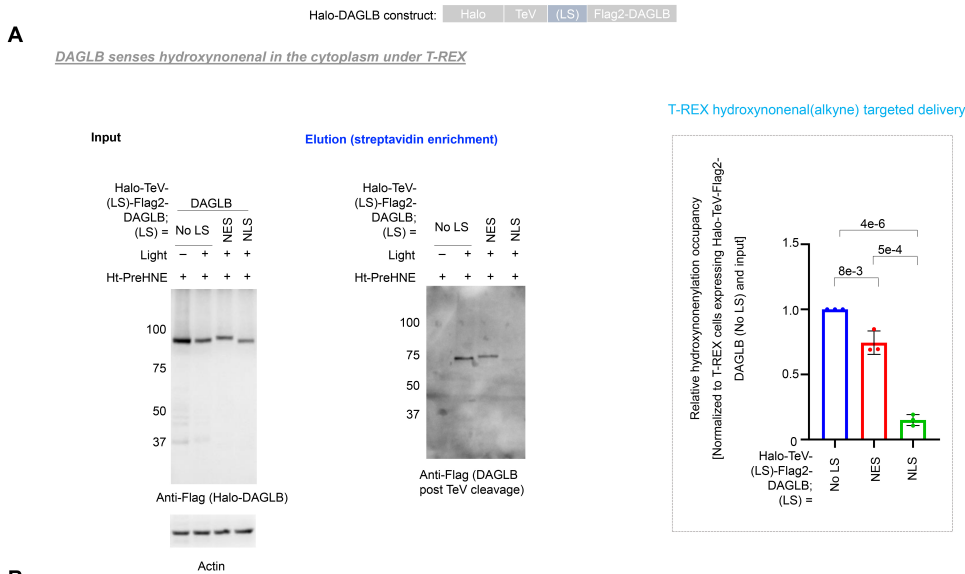 Halo-DAGLB construct: Halo TeV (LS) Flag2-DAGLB
A
DAGLB senses hydroxynonenal in the cytoplasm under T-REX
Input
Halo-TeV-
(LS)-Flag2-
DAGLB;
(LS) =
DAGLB
No LS NES NLS
Light – + + +
Ht-PreHNE + + + +
100
75
50
37
Anti-Flag (Halo-DAGLB)
Actin
Elution (streptavidin enrichment)
Halo-TeV-
(LS)-Flag2-
DAGLB;
(LS) =
No LS NES NLS
Light – + + +
Ht-PreHNE + + + +
100
75
50
37
Anti-Flag (DAGLB
post TeV cleavage)
T-REX hydroxynonenal(alkyne) targeted delivery
Relative hydroxynonenylation occupancy
[Normalized to T-REX cells expressing Halo-TeV-Flag2-
DAGLB (No LS) and input]
4e-6
5e-4
8e-3
1.5
1.0
0.5
0
Halo-TeV-
(LS)-Flag2-
DAGLB;
(LS) =
No LS NES NLS